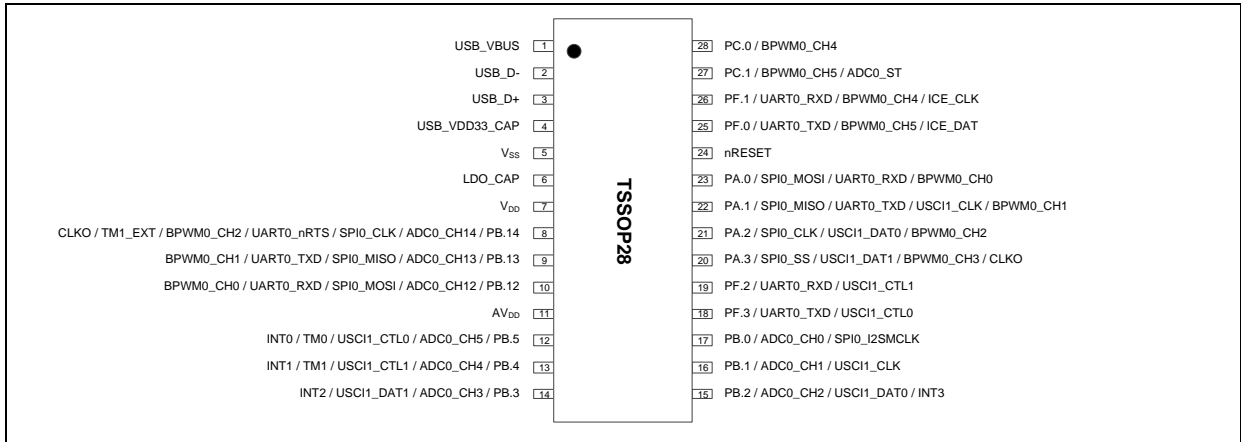 USB_VBUS 1
USB_D- 2
USB_D+ 3
USB_VDD33_CAP 4
VSS 5
LDO_CAP 6
VDD 7
CLKO / TM1_EXT / BPWM0_CH2 / UART0_nRTS / SPI0_CLK / ADC0_CH14 / PB.14 8
BPWM0_CH1 / UART0_TXD / SPI0_MISO / ADC0_CH13 / PB.13 9
BPWM0_CH0 / UART0_RXD / SPI0_MOSI / ADC0_CH12 / PB.12 10
AVDD 11
INT0 / TM0 / USCI1_CTL0 / ADC0_CH5 / PB.5 12
INT1 / TM1 / USCI1_CTL1 / ADC0_CH4 / PB.4 13
INT2 / USCI1_DAT1 / ADC0_CH3 / PB.3 14
TSSOP28
28 PC.0 / BPWM0_CH4
27 PC.1 / BPWM0_CH5 / ADC0_ST
26 PF.1 / UART0_RXD / BPWM0_CH4 / ICE_CLK
25 PF.0 / UART0_TXD / BPWM0_CH5 / ICE_DAT
24 nRESET
23 PA.0 / SPI0_MOSI / UART0_RXD / BPWM0_CH0
22 PA.1 / SPI0_MISO / UART0_TXD / USCI1_CLK / BPWM0_CH1
21 PA.2 / SPI0_CLK / USCI1_DAT0 / BPWM0_CH2
20 PA.3 / SPI0_SS / USCI1_DAT1 / BPWM0_CH3 / CLKO
19 PF.2 / UART0_RXD / USCI1_CTL1
18 PF.3 / UART0_TXD / USCI1_CTL0
17 PB.0 / ADC0_CH0 / SPI0_I2SMCLK
16 PB.1 / ADC0_CH1 / USCI1_CLK
15 PB.2 / ADC0_CH2 / USCI1_DAT0 / INT3